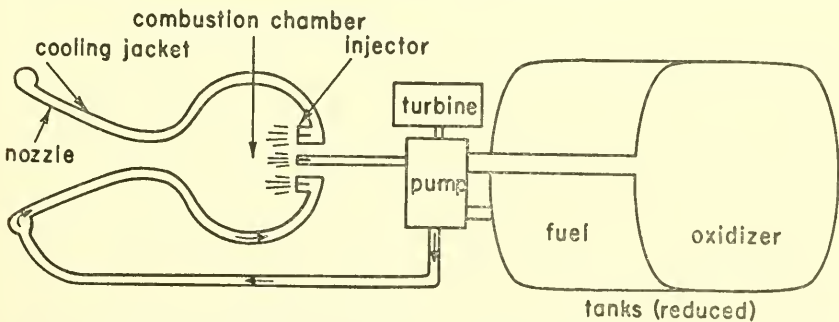 combustion chamber
cooling jacket
injector
turbine
nozzle
pump
fuel
oxidizer
tanks (reduced)